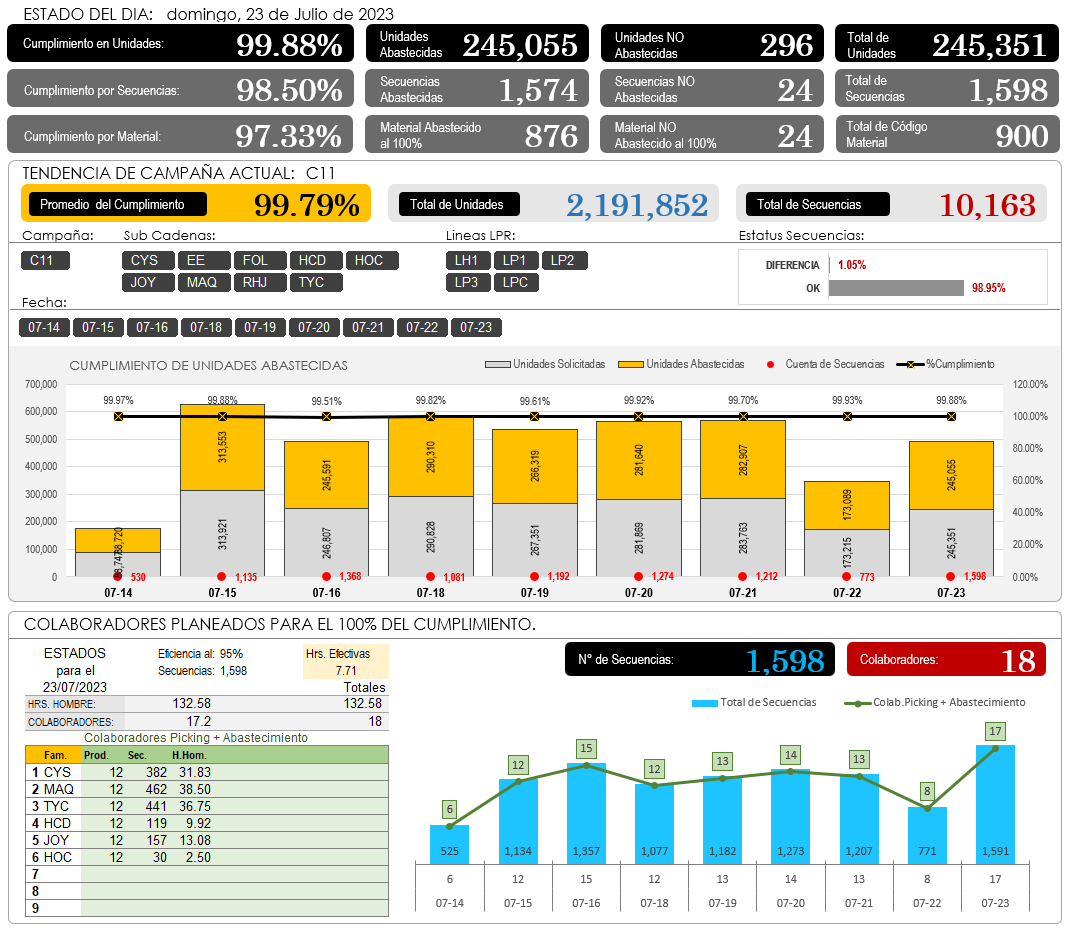 ESTADO DEL DIA: domingo, 23 de Julio de 2023
Cumplimiento en Unidades: 99.88% Unidades Abastecidas 245,055 Unidades NO Abastecidas 296 Total de Unidades 245,351
Cumplimiento por Secuencias: 98.50% Secuencias Abastecidas 1,574 Secuencias NO Abastecidas 24 Total de Secuencias 1,598
Cumplimiento por Material: 97.33% Material Abastecido al 100% 876 Material NO Abastecido al 100% 24 Total de Código Material 900
TENDENCIA DE CAMPAÑA ACTUAL: C11
Promedio del Cumplimiento 99.79% Total de Unidades 2,191,852 Total de Secuencias 10,163
Campaña: Sub Cadenas: Lineas LPR: Estatus Secuencias:
C11 CYS EE FOL HCD HOC LH1 LP1 LP2
JOY MAQ RHJ TYC LP3 LPC
DIFERENCIA 1.05%
OK 98.95%
Fecha:
07-14 07-15 07-16 07-18 07-19 07-20 07-21 07-22 07-23
CUMPLIMIENTO DE UNIDADES ABASTECIDAS
Unidades Solicitadas Unidades Abastecidas Cuenta de Secuencias %Cumplimiento
700,000
600,000
500,000
400,000
300,000
200,000
100,000
0
120.00%
100.00%
80.00%
60.00%
40.00%
20.00%
0.00%
99.97% 99.88% 99.51% 99.82% 99.61% 99.92% 99.70% 99.93% 99.88%
88,720 313,553 245,591 290,310 266,319 281,640 282,907 173,089 245,055
88,747 313,921 246,807 290,828 267,351 281,869 283,763 173,215 245,351
530 1,135 1,368 1,081 1,192 1,274 1,212 773 1,598
07-14 07-15 07-16 07-18 07-19 07-20 07-21 07-22 07-23
COLABORADORES PLANEADOS PARA EL 100% DEL CUMPLIMIENTO.
ESTADOS
para el
23/07/2023
Eficiencia al: 95%
Secuencias: 1,598
Hrs. Efectivas
7.71
Totales
HRS. HOMBRE: 132.58 132.58
COLABORADORES: 17.2 18
Colaboradores Picking + Abastecimiento
Fam. Prod. Sec. H.Hom.
1 CYS 12 382 31.83
2 MAQ 12 462 38.50
3 TYC 12 441 36.75
4 HCD 12 119 9.92
5 JOY 12 157 13.08
6 HOC 12 30 2.50
7
8
9
N° de Secuencias: 1,598 Colaboradores: 18
Total de Secuencias Colab.Picking + Abastecimiento
6 12 15 12 13 14 13 8 17
525 1,134 1,357 1,077 1,182 1,273 1,207 771 1,591
6 12 15 12 13 14 13 8 17
07-14 07-15 07-16 07-18 07-19 07-20 07-21 07-22 07-23